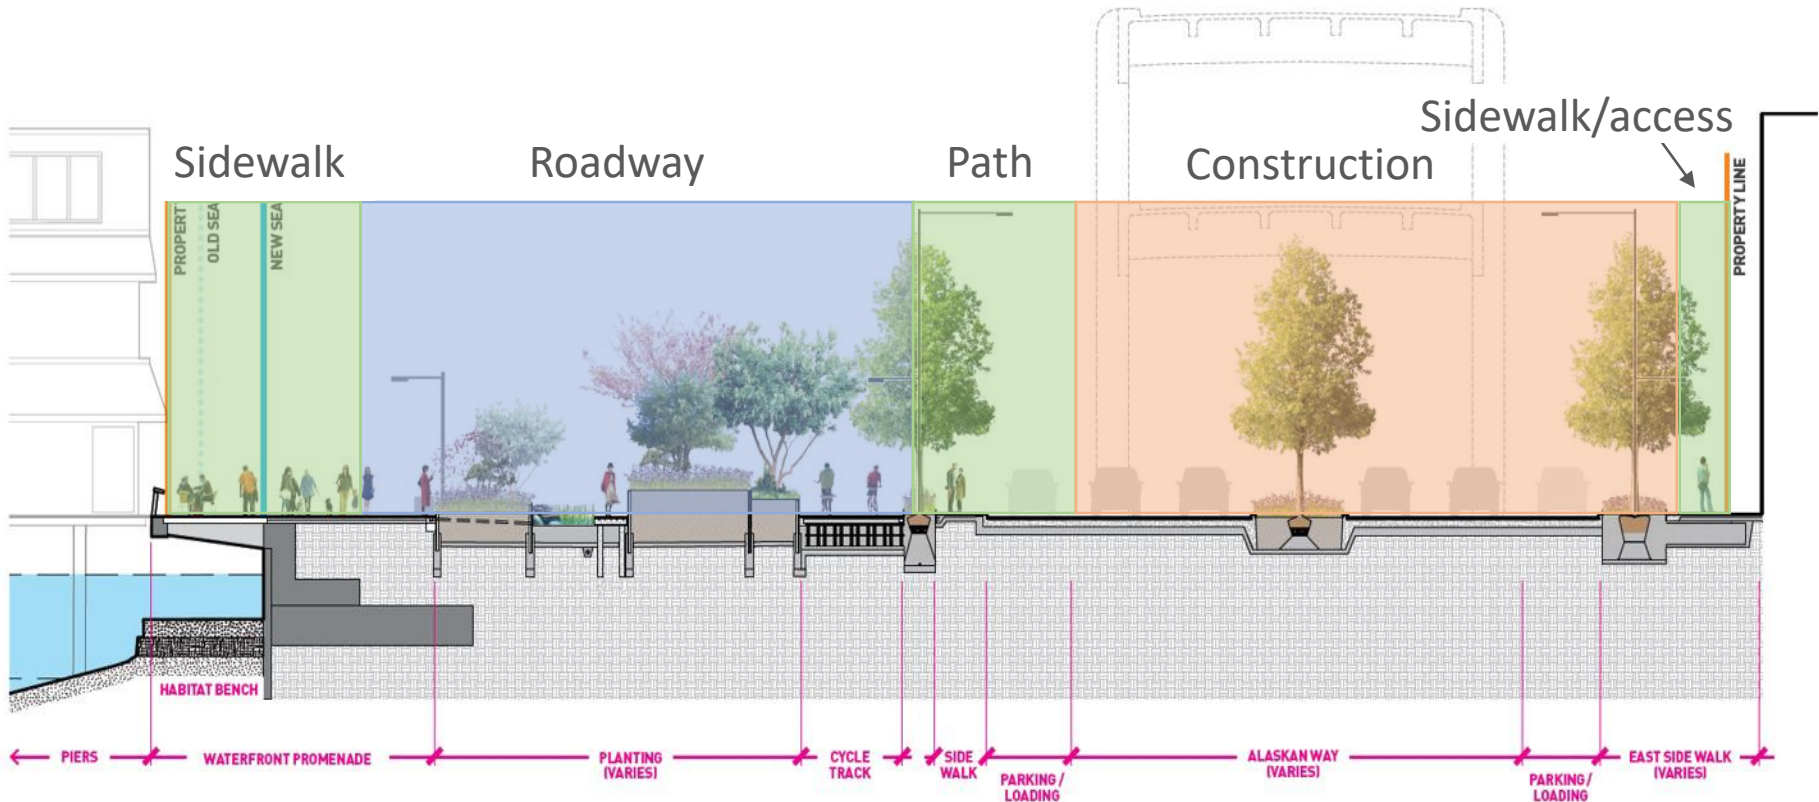 Sidewalk/access
Sidewalk
Roadway
Path
Construction
PROPERT
OLD SEA
NEW SEA
PROPERTY LINE
HABITAT BENCH
PIERS
WATERFRONT PROMENADE
PLANTING
(VARIES)
CYCLE
TRACK
SIDE
WALK
PARKING /
LOADING
ALASKAN WAY
(VARIES)
PARKING /
LOADING
EAST SIDE WALK
(VARIES)